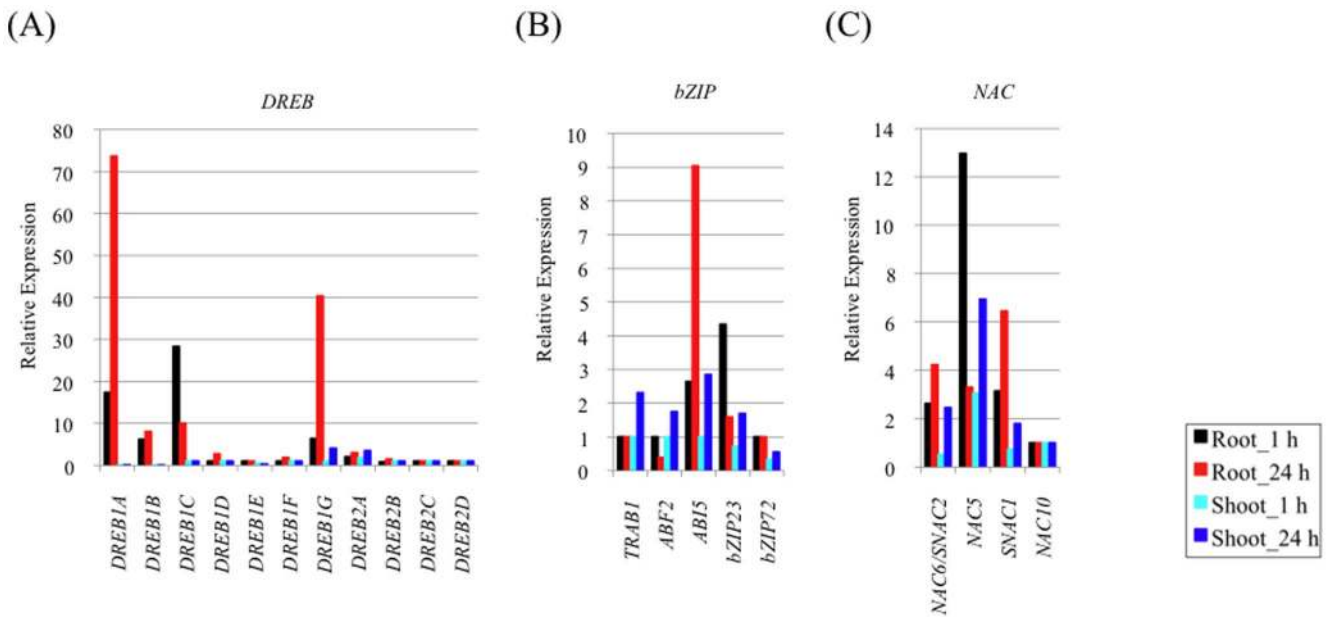 (A)
(B)
(C)
DREB
bZIP
NAC
Relative Expression
80
70
60
50
40
30
20
10
0
DREB1A
DREB1B
DREB1C
DREB1D
DREB1E
DREB1F
DREB1G
DREB2A
DREB2B
DREB2C
DREB2D
Relative Expression
10
9
8
7
6
5
4
3
2
1
0
TRAB1
ABF2
ABI5
bZIP23
bZIP72
Relative Expression
14
12
10
8
6
4
2
0
NAC6/SNAC2
NAC5
SNAC1
NAC10
Root_1 h
Root_24 h
Shoot_1 h
Shoot_24 h